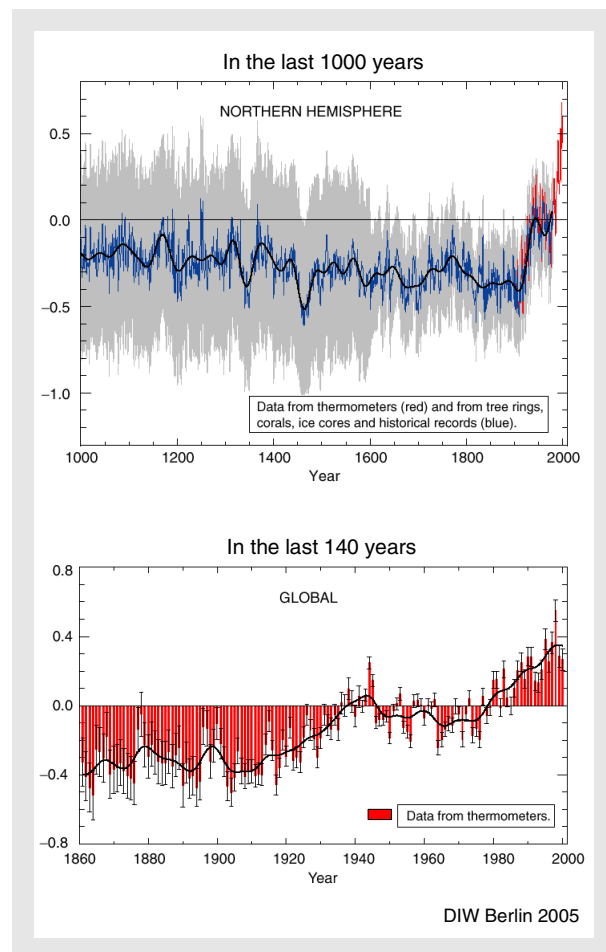 In the last 1000 years
NORTHERN HEMISPHERE
0.5
0.0
−0.5
−1.0
Data from thermometers (red) and from tree rings,
corals, ice cores and historical records (blue).
1000 1200 1400 1600 1800 2000
Year
In the last 140 years
GLOBAL
0.8
0.4
0.0
−0.4
−0.8
Data from thermometers.
1860 1880 1900 1920 1940 1960 1980 2000
Year
DIW Berlin 2005